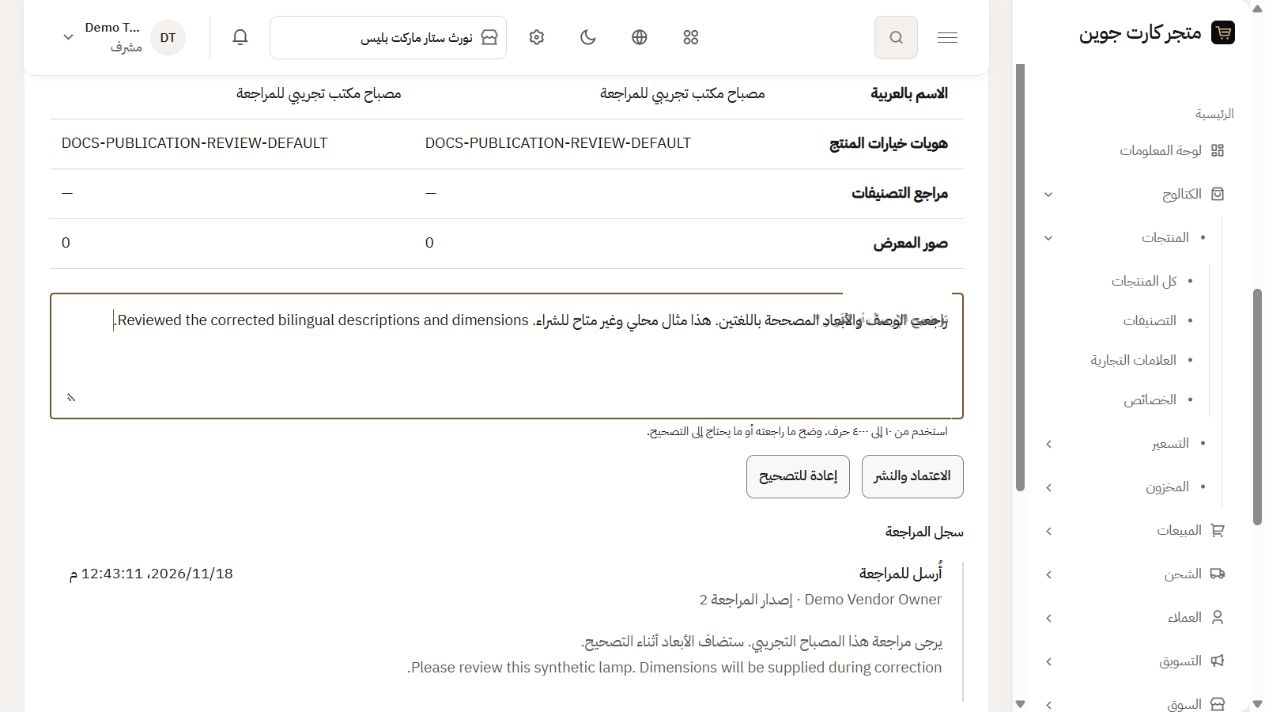 متجر كارت جوين
الرئيسية
لوحة المعلومات
الكتالوج
المنتجات
كل المنتجات
التصنيفات
العلامات التجارية
الخصائص
التسعير
المخزون
المبيعات
الشحن
العملاء
التسويق
السوق
نورث ستار ماركت بليس
DT
Demo T...
مشرف
الاسم بالعربية مصباح مكتب تجريبي للمراجعة مصباح مكتب تجريبي للمراجعة
هويات خيارات المنتج DOCS-PUBLICATION-REVIEW-DEFAULT DOCS-PUBLICATION-REVIEW-DEFAULT
مراجع التصنيفات — —
صور المعرض 0 0
راجعت الوصف والأبعاد المصححة باللغتين. هذا مثال محلي وغير متاح للشراء. Reviewed the corrected bilingual descriptions and dimensions.
استخدم من ١٠ إلى ٤٠٠٠ حرف. وضح ما راجعته أو ما يحتاج إلى التصحيح.
الاعتماد والنشر
إعادة للتصحيح
سجل المراجعة
أُرسل للمراجعة 2026/11/18، 12:43:11 م
Demo Vendor Owner · إصدار المراجعة 2
يرجى مراجعة هذا المصباح التجريبي. ستضاف الأبعاد أثناء التصحيح.
Please review this synthetic lamp. Dimensions will be supplied during correction.